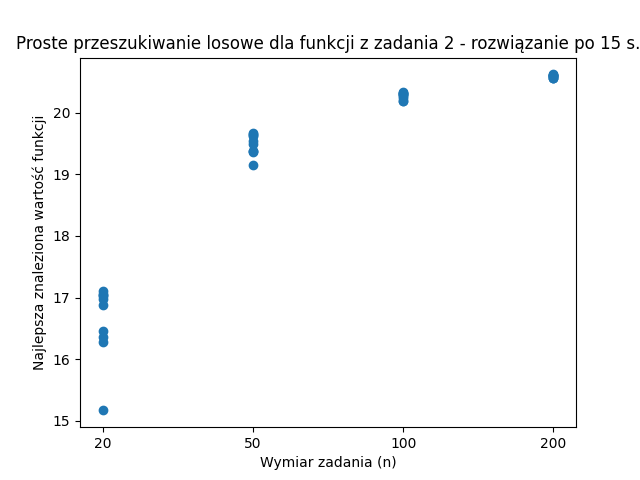 Proste przeszukiwanie losowe dla funkcji z zadania 2 - rozwiązanie po 15 s.
Najlepsza znaleziona wartość funkcji
20
19
18
17
16
15
20 50 100 200
Wymiar zadania (n)